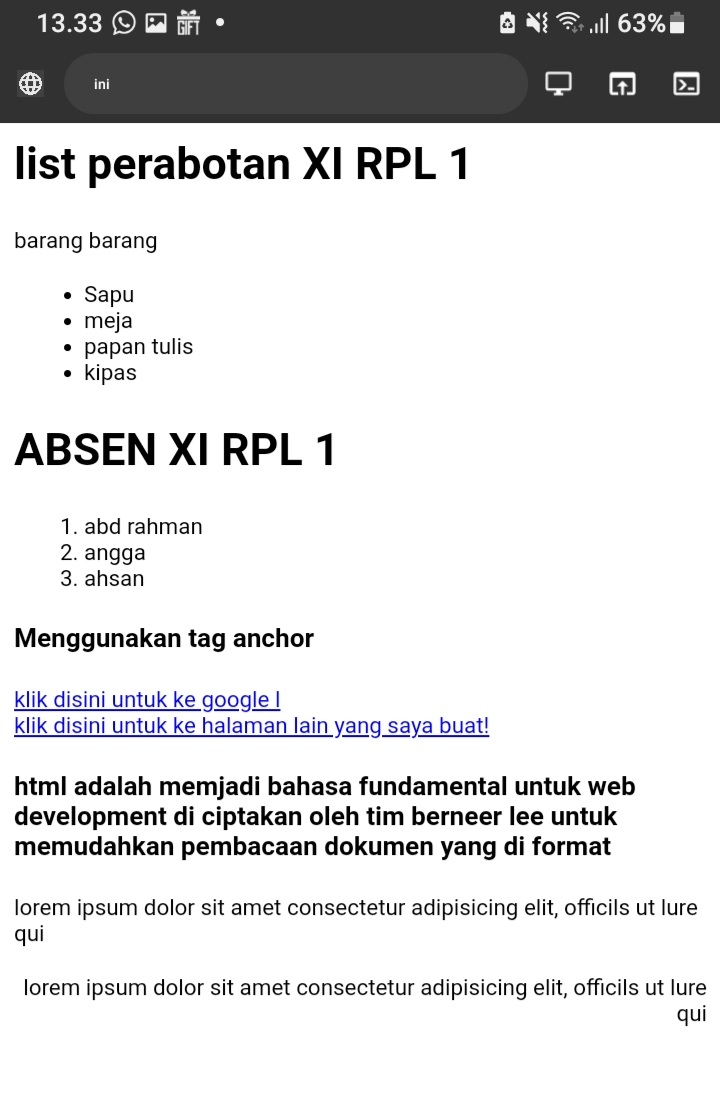 13.33 GIFT 63%
ini
list perabotan XI RPL 1
barang barang
• Sapu
• meja
• papan tulis
• kipas
ABSEN XI RPL 1
1. abd rahman
2. angga
3. ahsan
Menggunakan tag anchor
klik disini untuk ke google l
klik disini untuk ke halaman lain yang saya buat!
html adalah memjadi bahasa fundamental untuk web
development di ciptakan oleh tim berneer lee untuk
memudahkan pembacaan dokumen yang di format
lorem ipsum dolor sit amet consectetur adipisicing elit, officils ut lure
qui
lorem ipsum dolor sit amet consectetur adipisicing elit, officils ut lure
qui